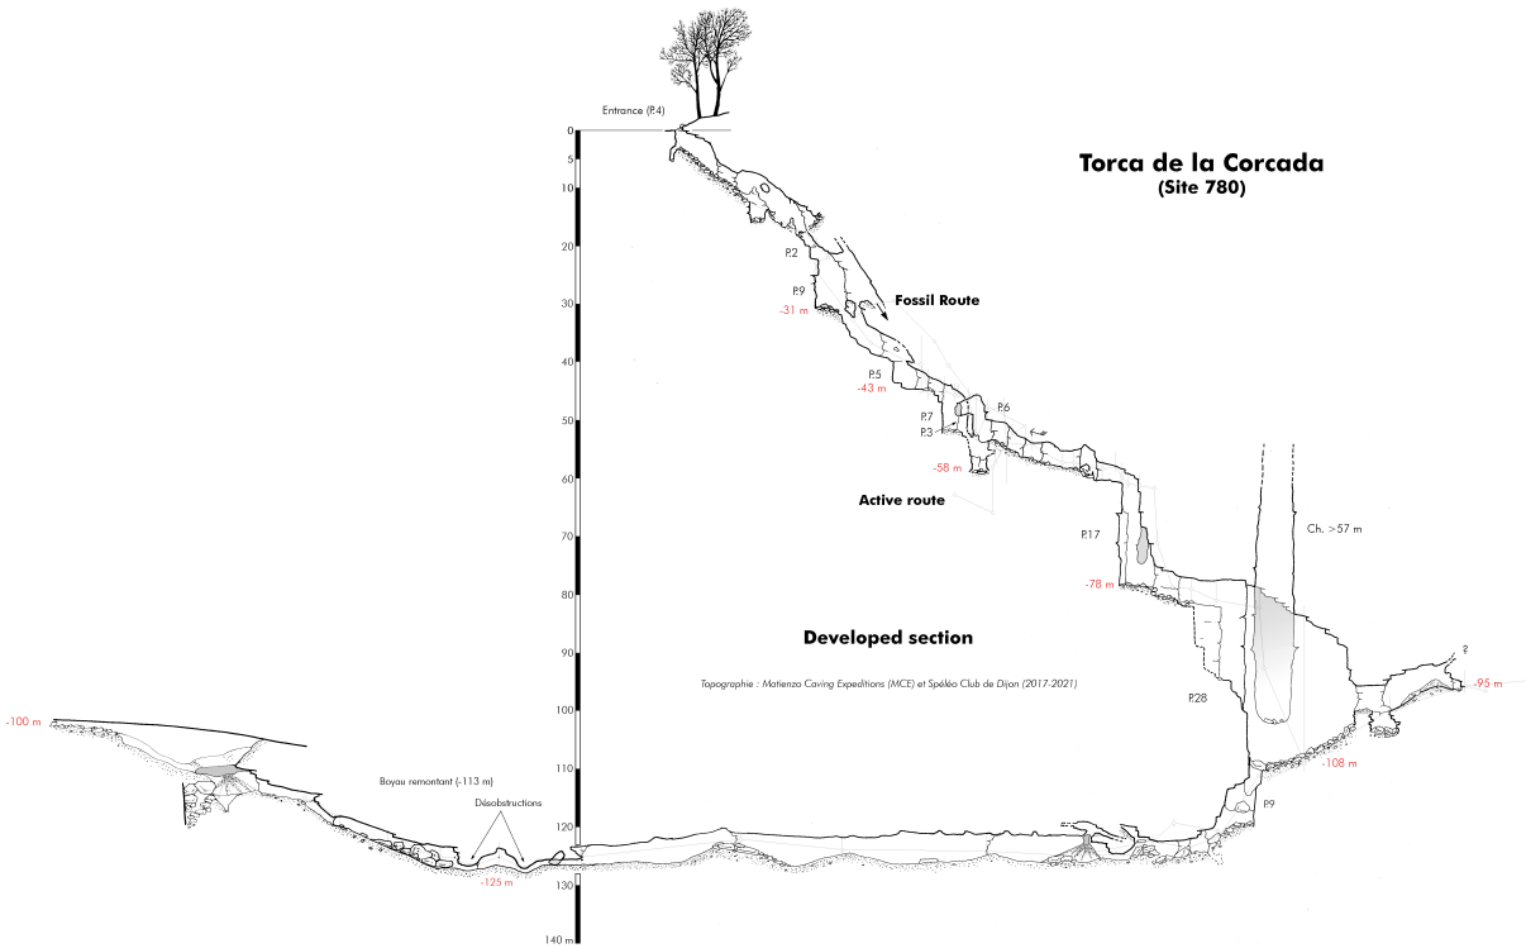 Entrance (P.4)
0
5
10
20
30
40
50
60
70
80
90
100
110
120
130
140 m
Torca de la Corcada
(Site 780)
P.2
P.9
-31 m
Fossil Route
P.5
-43 m
P.7
P.3
P.6
-58 m
Active route
P.17
Ch. >57 m
-78 m
Developed section
Topographie : Matienzo Caving Expeditions (MCE) et Spéléo Club de Dijon (2017-2021)
P.28
?
-95 m
-100 m
-108 m
Boyau remontant (-113 m)
Désobstructions
P.9
-125 m